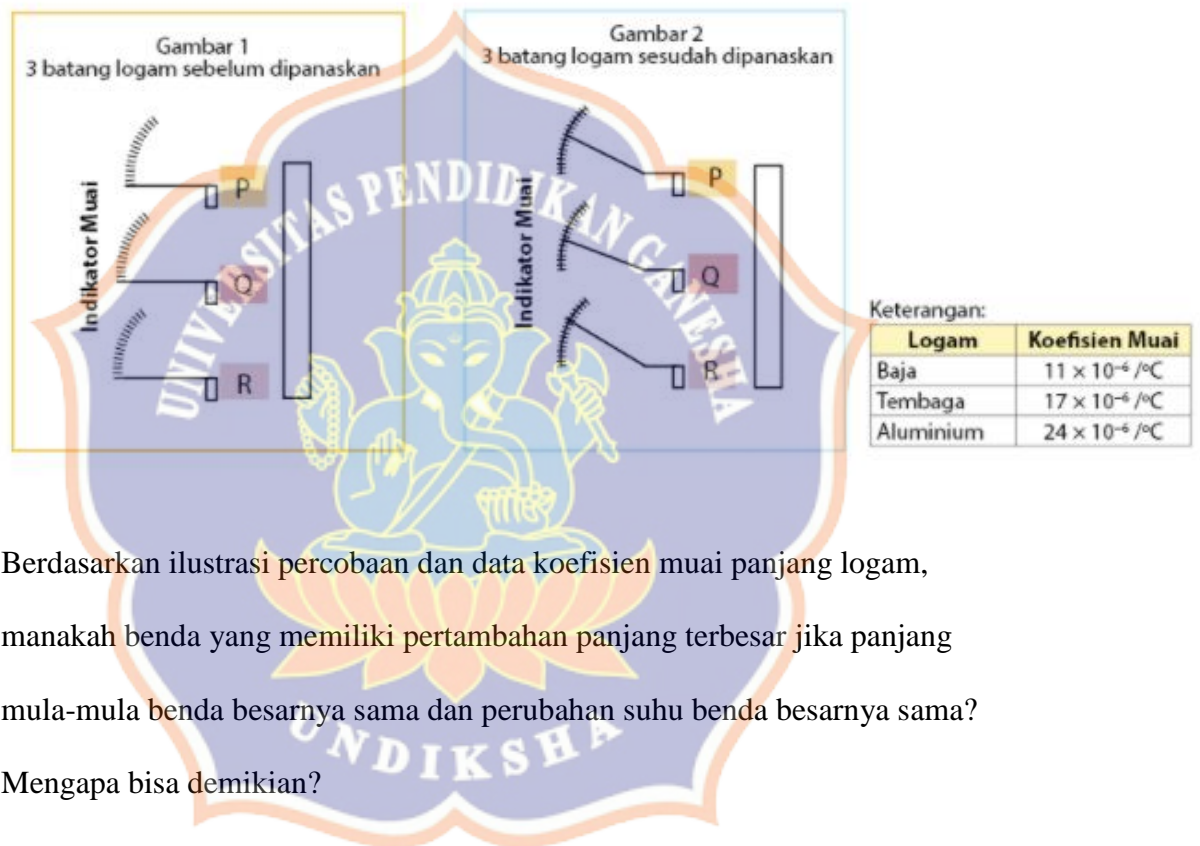 Gambar 1
3 batang logam sebelum dipanaskan
Indikator Muai
P
Q
R
Gambar 2
3 batang logam sesudah dipanaskan
Indikator Muai
P
Q
R
Keterangan:
Logam Koefisien Muai
Baja 11 × 10⁻⁶ /°C
Tembaga 17 × 10⁻⁶ /°C
Aluminium 24 × 10⁻⁶ /°C
UNIVERSITAS PENDIDIKAN GANESHA
Berdasarkan ilustrasi percobaan dan data koefisien muai panjang logam,
manakah benda yang memiliki pertambahan panjang terbesar jika panjang
mula-mula benda besarnya sama dan perubahan suhu benda besarnya sama?
Mengapa bisa demikian?
UNDIKSHA